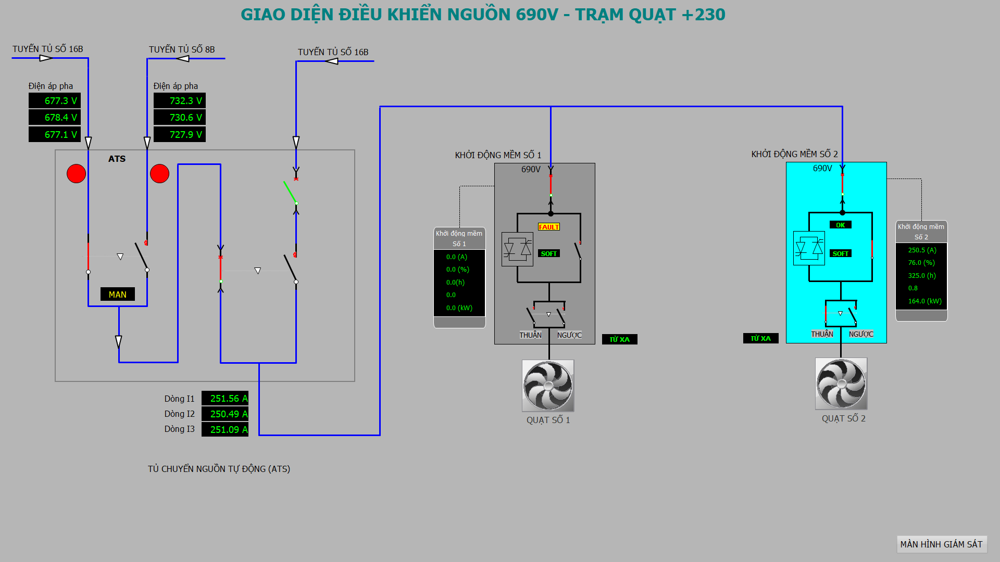 GIAO DIỆN ĐIỀU KHIỂN NGUỒN 690V - TRẠM QUẠT +230
TUYẾN TỦ SỐ 16B
TUYẾN TỦ SỐ 8B
TUYẾN TỦ SỐ 16B
Điện áp pha
677.3 V
678.4 V
677.1 V
Điện áp pha
732.3 V
730.6 V
727.9 V
ATS
MAN
Dòng I1 251.56 A
Dòng I2 250.49 A
Dòng I3 251.09 A
TỦ CHUYỂN NGUỒN TỰ ĐỘNG (ATS)
KHỞI ĐỘNG MỀM SỐ 1
690V
FAULT
SOFT
Khởi động mềm
Số 1
0.0 (A)
0.0 (%)
0.0(h)
0.0
0.0 (kW)
THUẬN
NGƯỢC
TỪ XA
QUẠT SỐ 1
KHỞI ĐỘNG MỀM SỐ 2
690V
OK
SOFT
Khởi động mềm
Số 2
250.5 (A)
76.0 (%)
325.0 (h)
0.8
164.0 (kW)
TỪ XA
THUẬN
NGƯỢC
QUẠT SỐ 2
MÀN HÌNH GIÁM SÁT